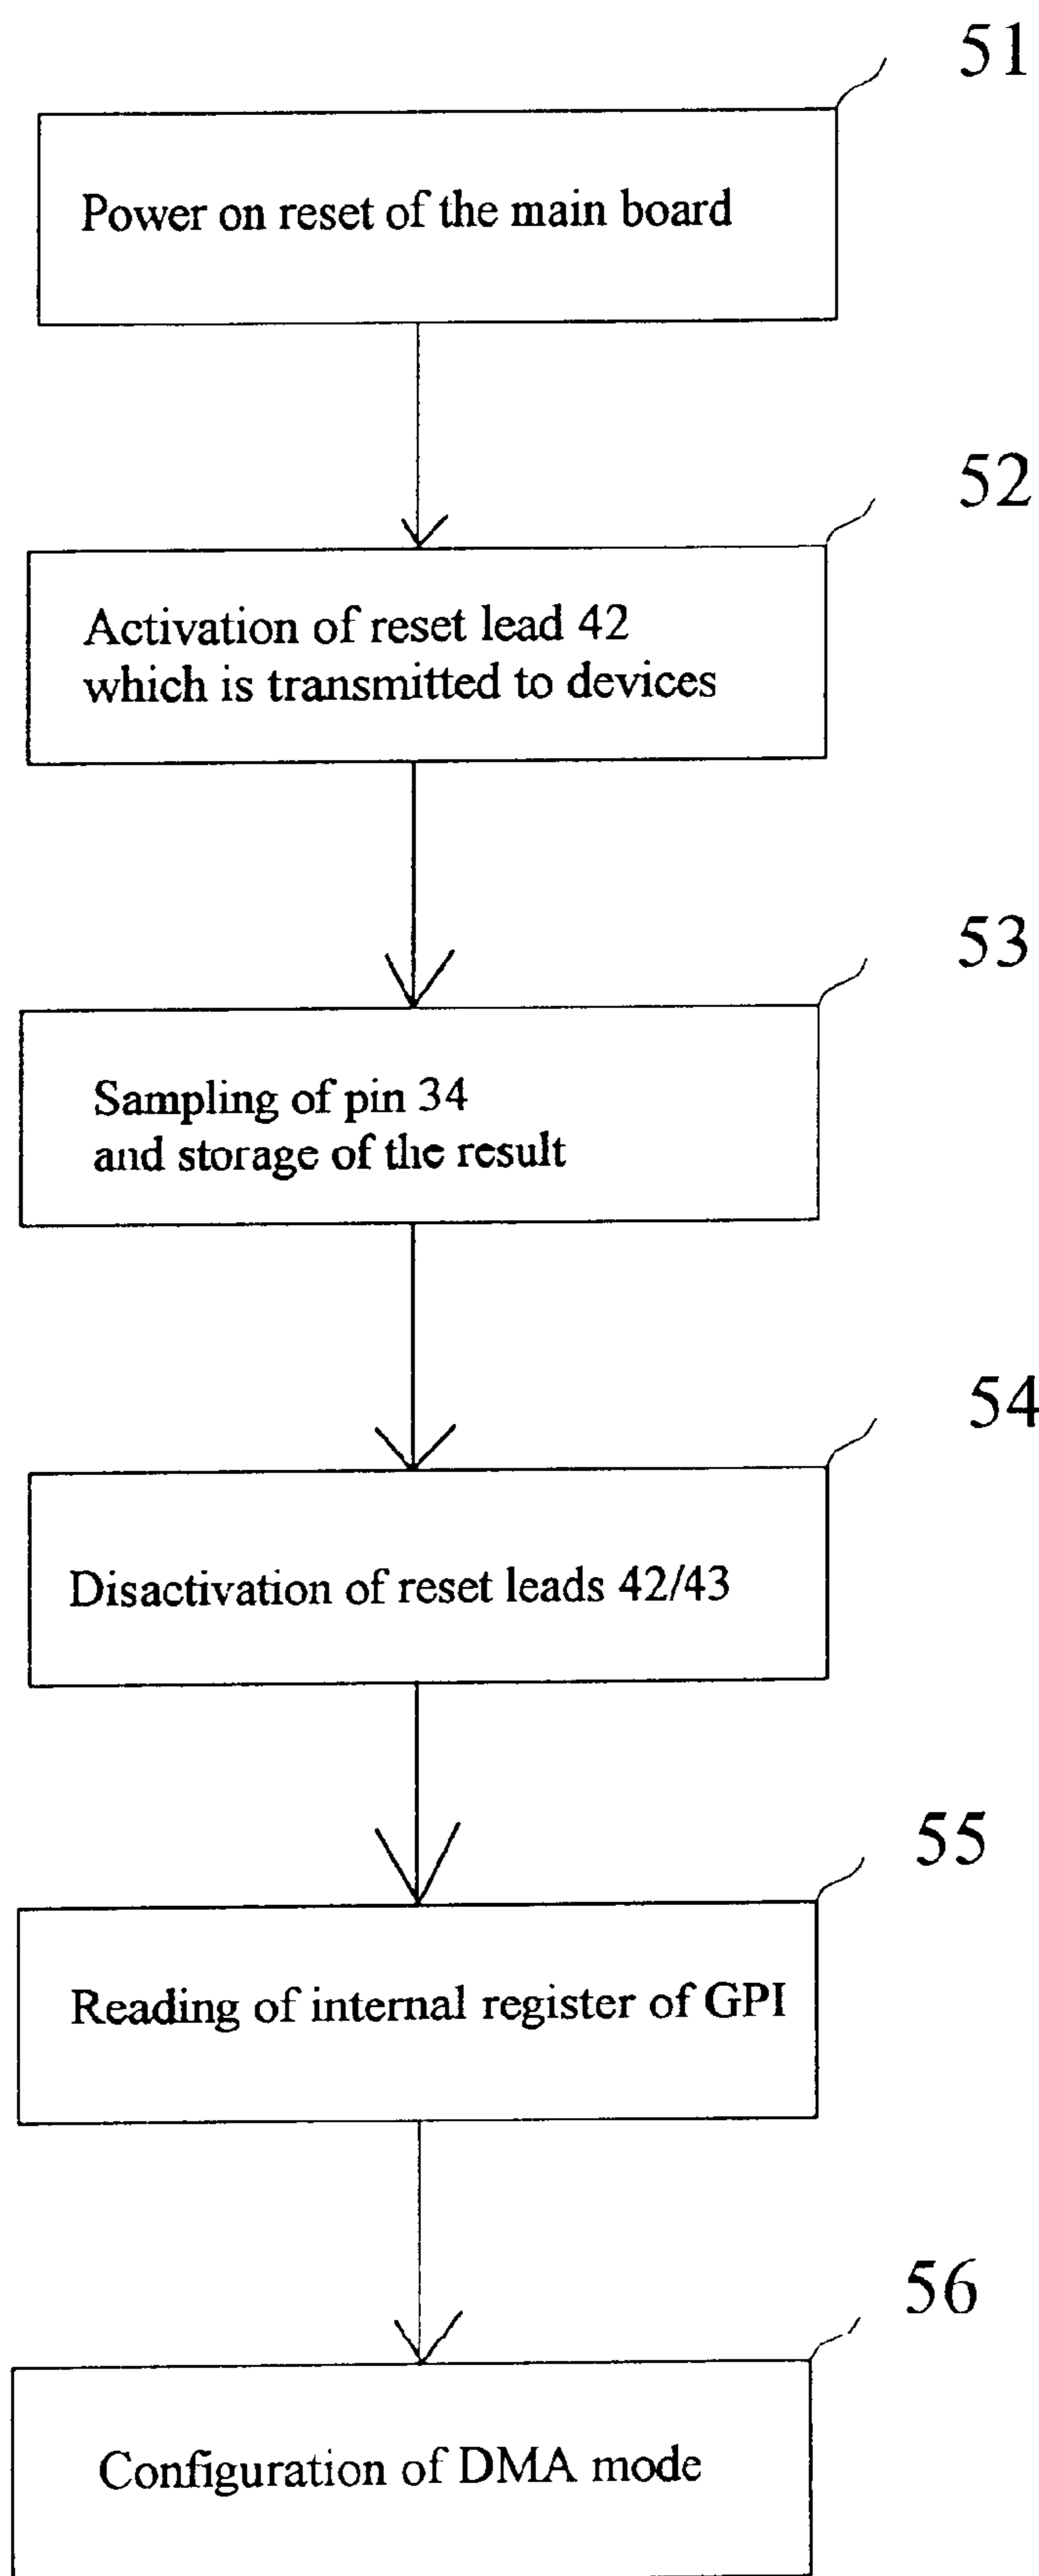 51
Power on reset of the main board
52
Activation of reset lead 42
which is transmitted to devices
53
Sampling of pin 34
and storage of the result
54
Disactivation of reset leads 42/43
55
Reading of internal register of GPI
56
Configuration of DMA mode